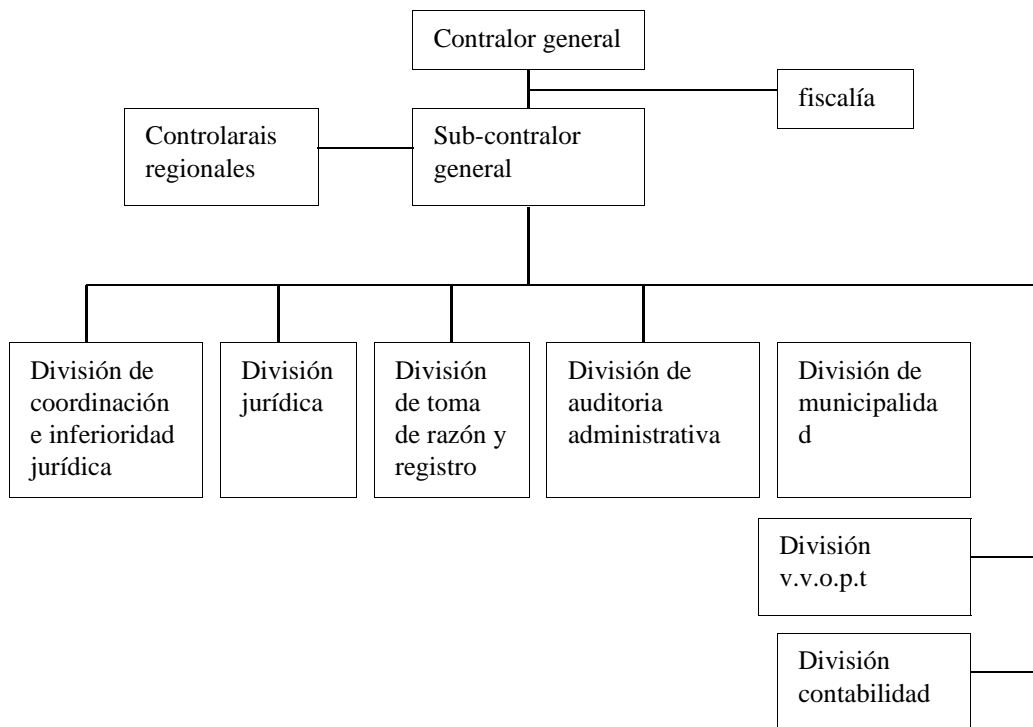 Contralor general
fiscalía
Controlarais
regionales
Sub-contralor
general
División de
coordinación
e inferioridad
jurídica
División
jurídica
División
de toma
de razón y
registro
División de
auditoria
administrativa
División de
municipalida
d
División
v.v.o.p.t
División
contabilidad